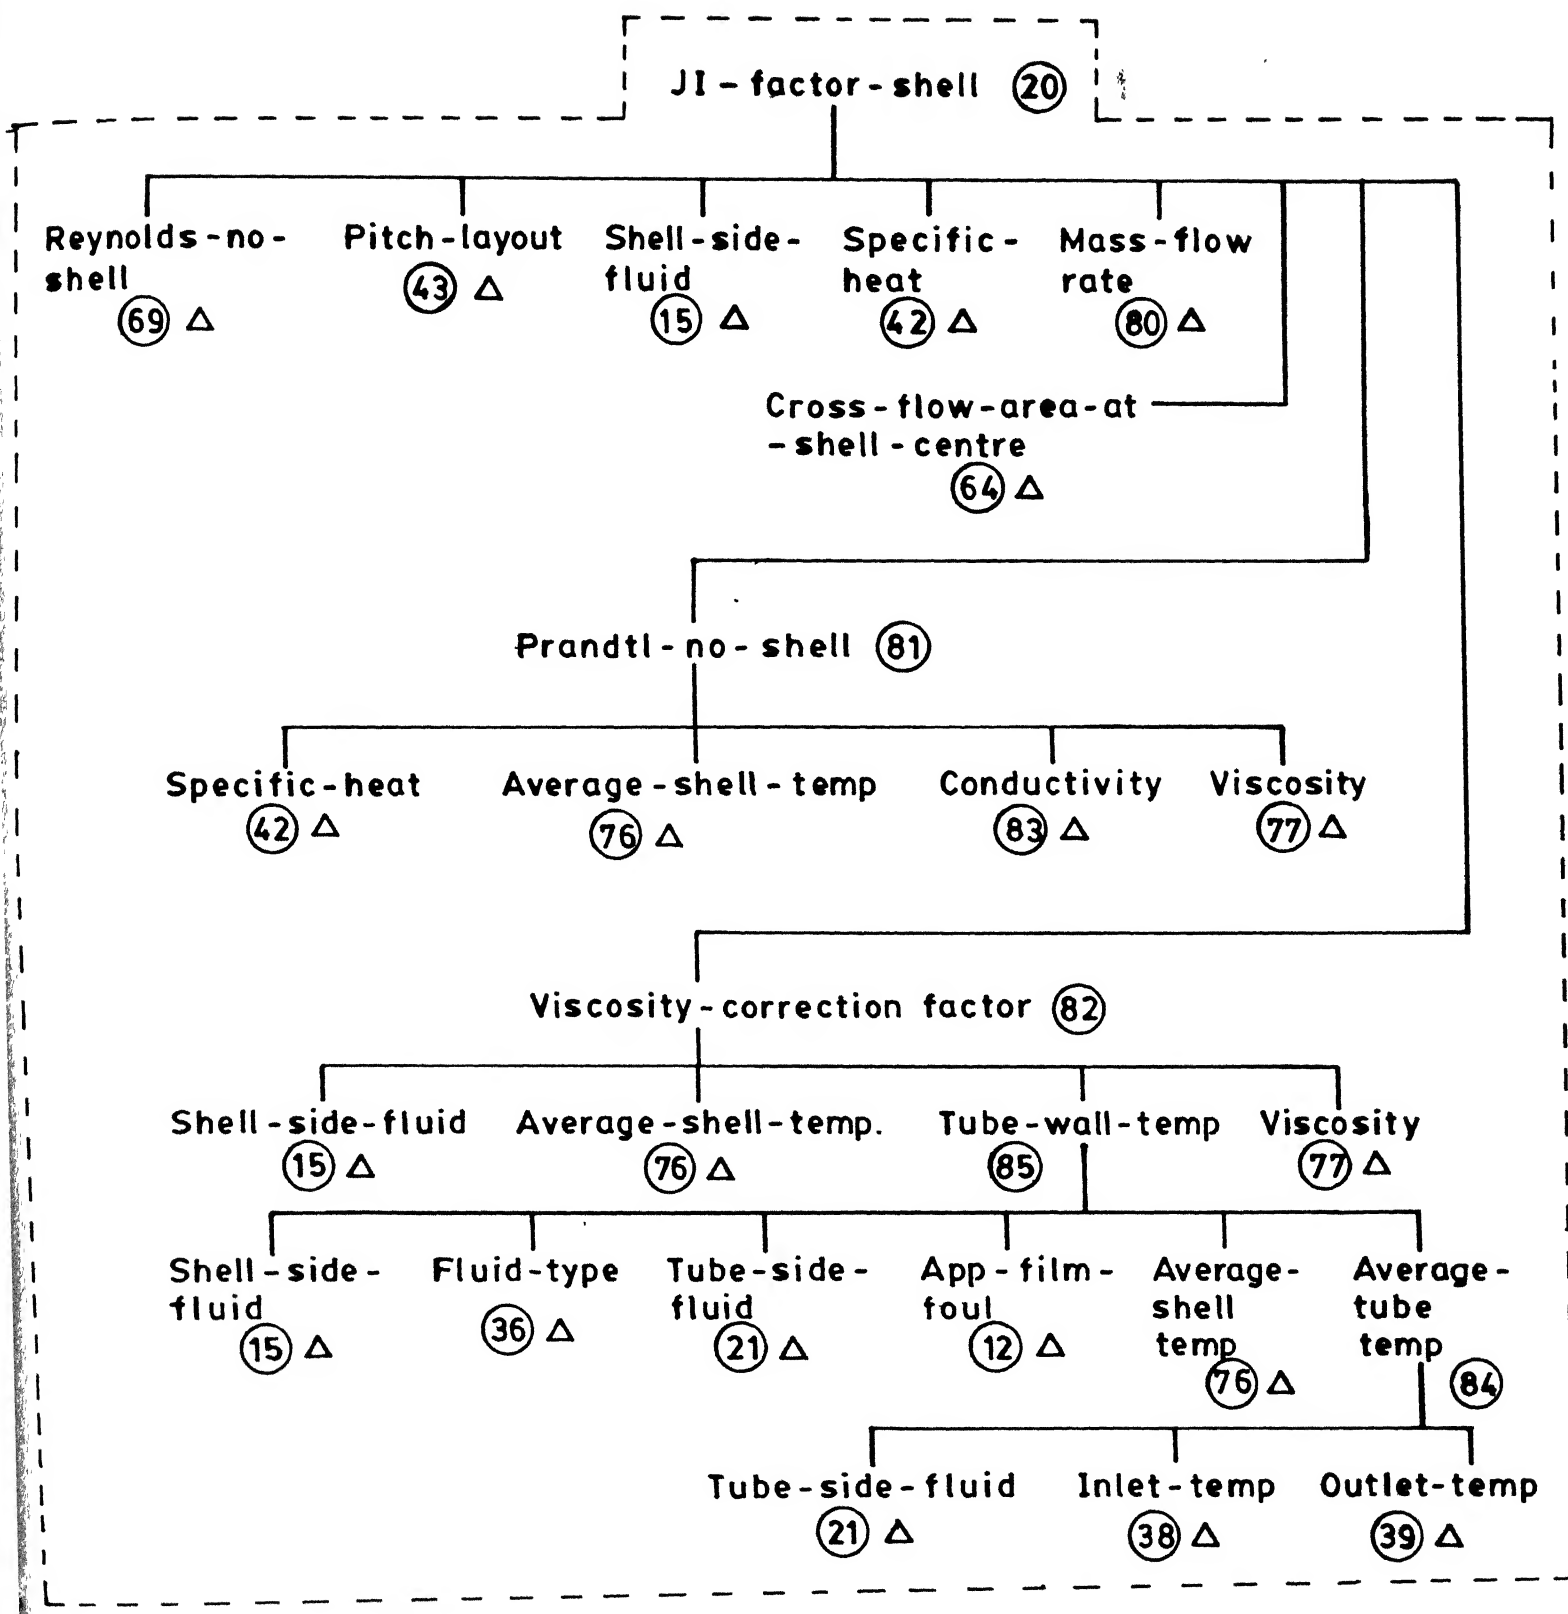 JI - factor - shell 20
Reynolds - no -
shell
69 Δ
Pitch - layout
43 Δ
Shell - side -
fluid
15 Δ
Specific -
heat
42 Δ
Mass - flow
rate
80 Δ
Cross - flow - area - at
- shell - centre
64 Δ
Prandtl - no - shell 81
Specific - heat
42 Δ
Average - shell - temp
76 Δ
Conductivity
83 Δ
Viscosity
77 Δ
Viscosity - correction factor 82
Shell - side - fluid
15 Δ
Average - shell - temp.
76 Δ
Tube - wall - temp
85
Viscosity
77 Δ
Shell - side -
fluid
15 Δ
Fluid - type
36 Δ
Tube - side -
fluid
21 Δ
App - film -
foul
12 Δ
Average -
shell
temp
76 Δ
Average -
tube
temp
84
Tube - side - fluid
21 Δ
Inlet - temp
38 Δ
Outlet - temp
39 Δ